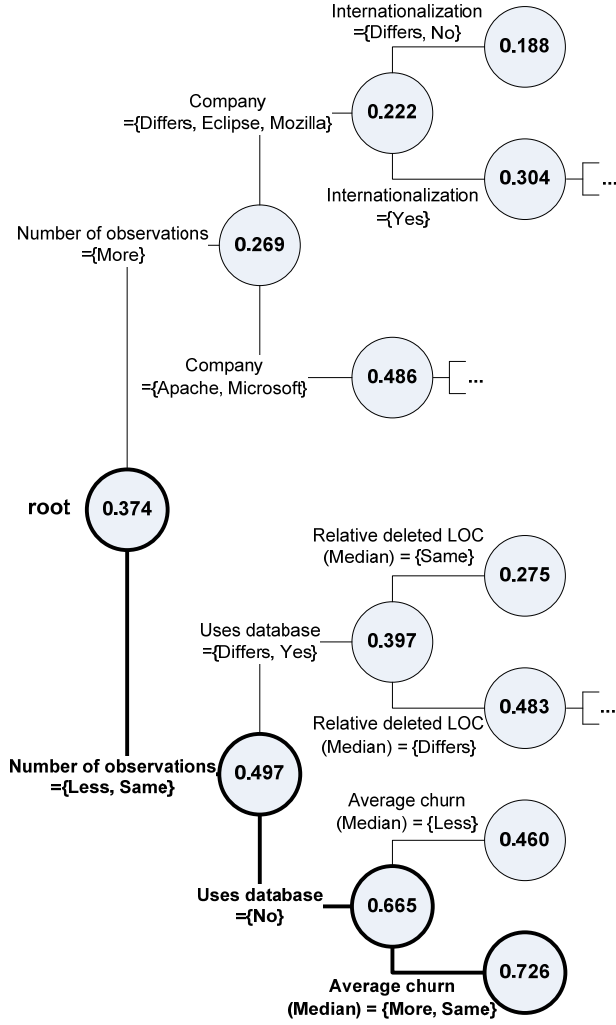 Internationalization
={Differs, No}
0.188
Company
={Differs, Eclipse, Mozilla}
0.222
Internationalization
={Yes}
0.304
...
Number of observations
={More}
0.269
Company
={Apache, Microsoft}
0.486
...
root
0.374
Relative deleted LOC
(Median) = {Same}
0.275
Uses database
={Differs, Yes}
0.397
Relative deleted LOC
(Median) = {Differs}
0.483
...
Number of observations
={Less, Same}
0.497
Average churn
(Median) = {Less}
0.460
Uses database
={No}
0.665
Average churn
(Median) = {More, Same}
0.726